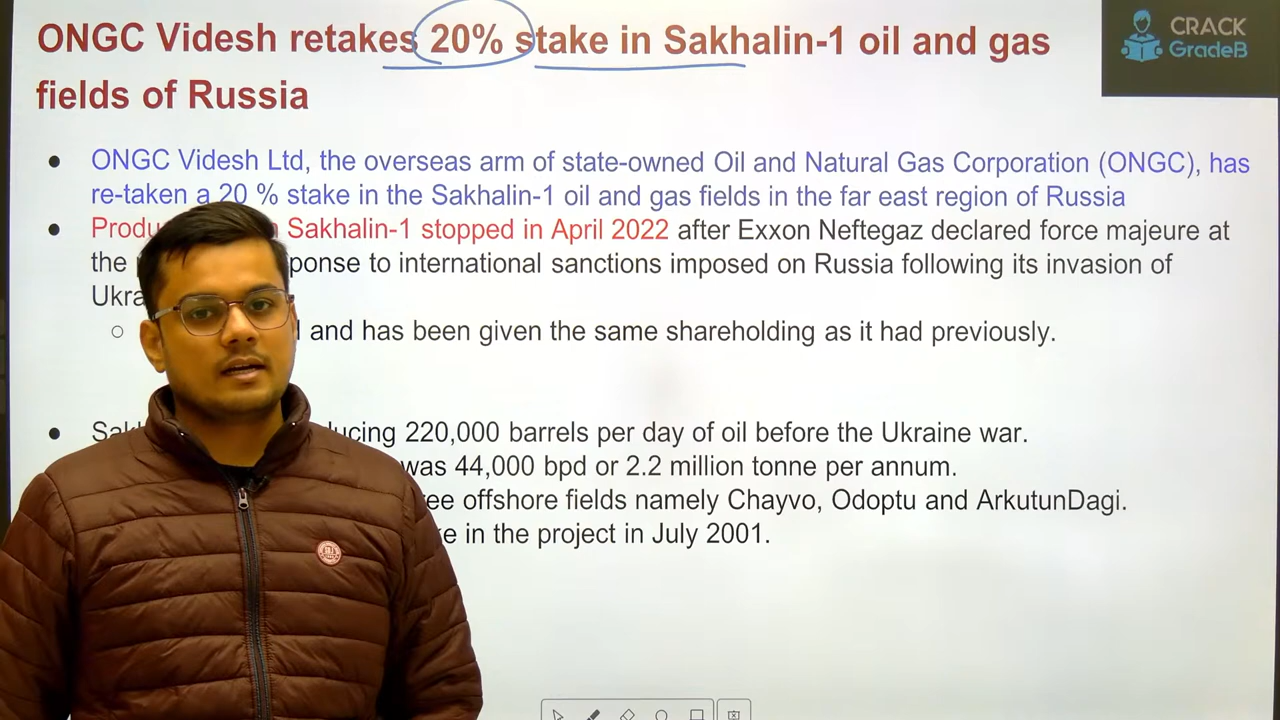 ONGC Videsh retakes 20% stake in Sakhalin-1 oil and gas
CRACK
GradeB
fields of Russia
● ONGC Videsh Ltd, the overseas arm of state-owned Oil and Natural Gas Corporation (ONGC), has
re-taken a 20 % stake in the Sakhalin-1 oil and gas fields in the far east region of Russia
● Sakhalin-1 stopped in April 2022 after Exxon Neftegaz declared force majeure at
the to international sanctions imposed on Russia following its invasion of
○ and has been given the same shareholding as it had previously.
● 220,000 barrels per day of oil before the Ukraine war.
was 44,000 bpd or 2.2 million tonne per annum.
offshore fields namely Chayvo, Odoptu and ArkutunDagi.
in the project in July 2001.